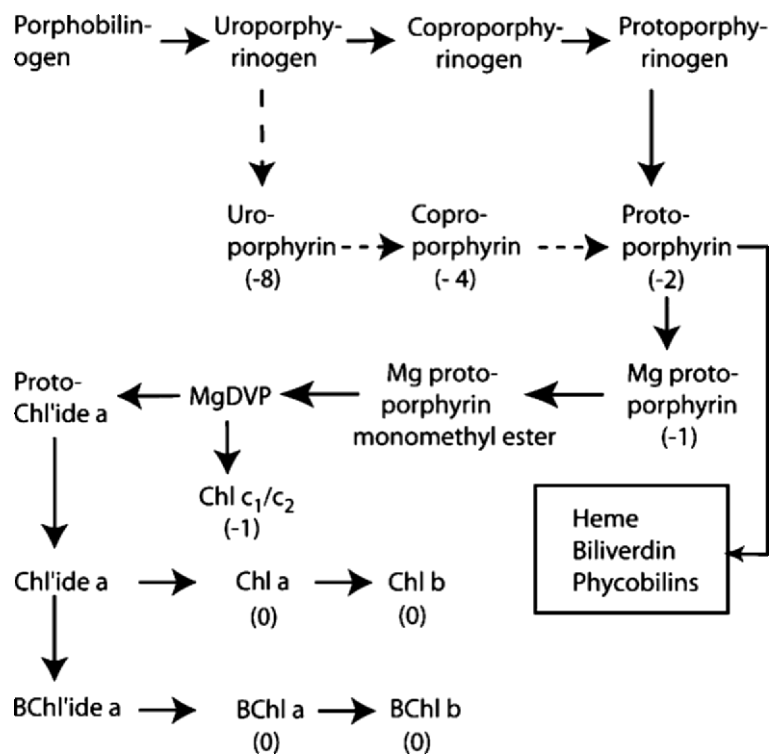 Porphobilin-
ogen
Uroporphy-
rinogen
Coproporphy-
rinogen
Protoporphy-
rinogen
Uro-
porphyrin
(-8)
Copro-
porphyrin
(- 4)
Proto-
porphyrin
(-2)
Proto-
Chl'ide a
MgDVP
Mg proto-
porphyrin
monomethyl ester
Mg proto-
porphyrin
(-1)
Chl c1/c2
(-1)
Heme
Biliverdin
Phycobilins
Chl'ide a
Chl a
(0)
Chl b
(0)
BChl'ide a
BChl a
(0)
BChl b
(0)